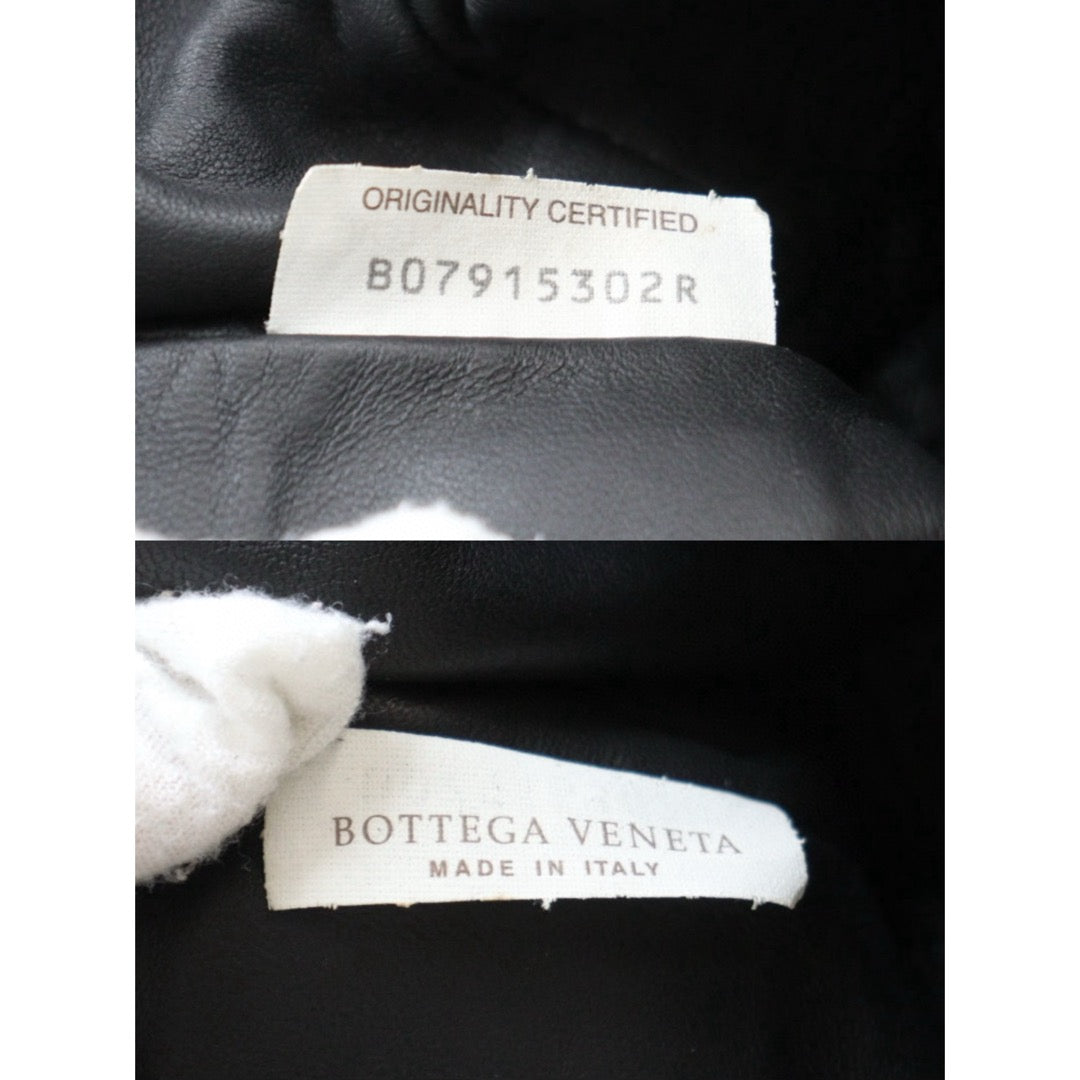 ORIGINALITY CERTIFIED
B07915302R
BOTTEGA VENETA
MADE IN ITALY